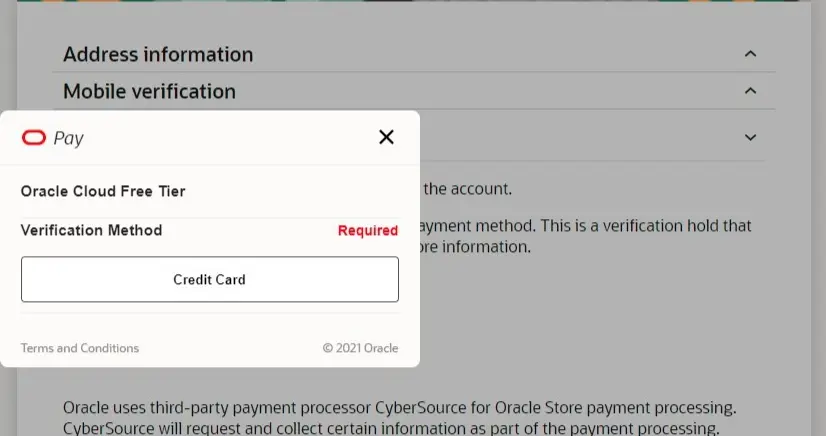 Address information
Mobile verification
Pay
Oracle Cloud Free Tier
the account.
Verification Method
Required
ayment method. This is a verification hold that
re information.
Credit Card
Terms and Conditions
© 2021 Oracle
Oracle uses third-party payment processor CyberSource for Oracle Store payment processing.
CyberSource will request and collect certain information as part of the payment processing.